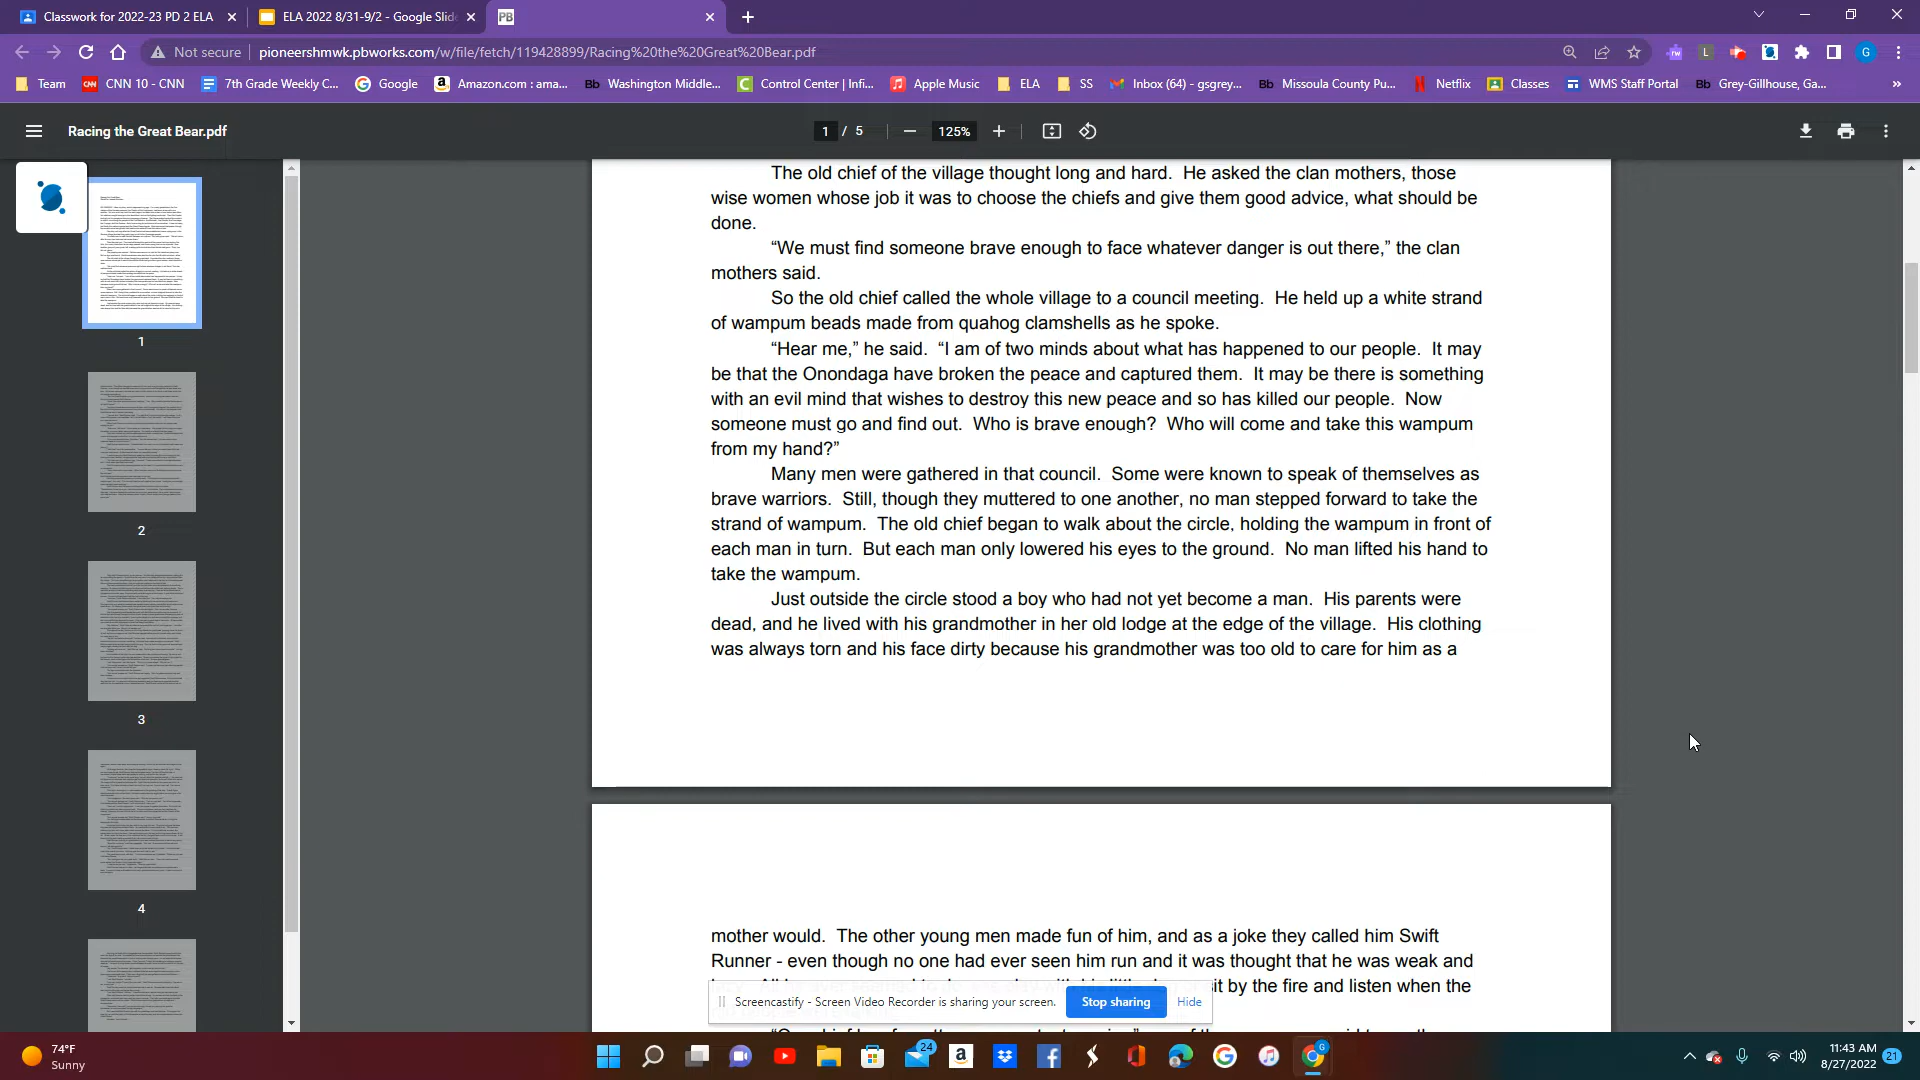 Classwork for 2022-23 PD 2 ELA
ELA 2022 8/31-9/2 - Google Slid
PB
Not secure
pioneershmwk.pbworks.com/w/file/fetch/119428899/Racing%20the%20Great%20Bear.pdf
Team
CNN 10 - CNN
7th Grade Weekly C...
Google
Amazon.com : ama...
Bb Washington Middle...
Control Center | Infi...
Apple Music
ELA
SS
Inbox (64) - gsgrey...
Bb Missoula County Pu...
Netflix
Classes
WMS Staff Portal
Bb Grey-Gillhouse, Ga...
Racing the Great Bear.pdf
1 / 5
125%
The old chief of the village thought long and hard. He asked the clan mothers, those
wise women whose job it was to choose the chiefs and give them good advice, what should be
done.
“We must find someone brave enough to face whatever danger is out there,” the clan
mothers said.
So the old chief called the whole village to a council meeting. He held up a white strand
of wampum beads made from quahog clamshells as he spoke.
“Hear me,” he said. “I am of two minds about what has happened to our people. It may
be that the Onondaga have broken the peace and captured them. It may be there is something
with an evil mind that wishes to destroy this new peace and so has killed our people. Now
someone must go and find out. Who is brave enough? Who will come and take this wampum
from my hand?”
Many men were gathered in that council. Some were known to speak of themselves as
brave warriors. Still, though they muttered to one another, no man stepped forward to take the
strand of wampum. The old chief began to walk about the circle, holding the wampum in front of
each man in turn. But each man only lowered his eyes to the ground. No man lifted his hand to
take the wampum.
Just outside the circle stood a boy who had not yet become a man. His parents were
dead, and he lived with his grandmother in her old lodge at the edge of the village. His clothing
was always torn and his face dirty because his grandmother was too old to care for him as a
mother would. The other young men made fun of him, and as a joke they called him Swift
Runner - even though no one had ever seen him run and it was thought that he was weak and
sit by the fire and listen when the
Screencastify - Screen Video Recorder is sharing your screen.
Stop sharing
Hide
1
2
3
4
74°F
Sunny
24
11:43 AM
8/27/2022
21